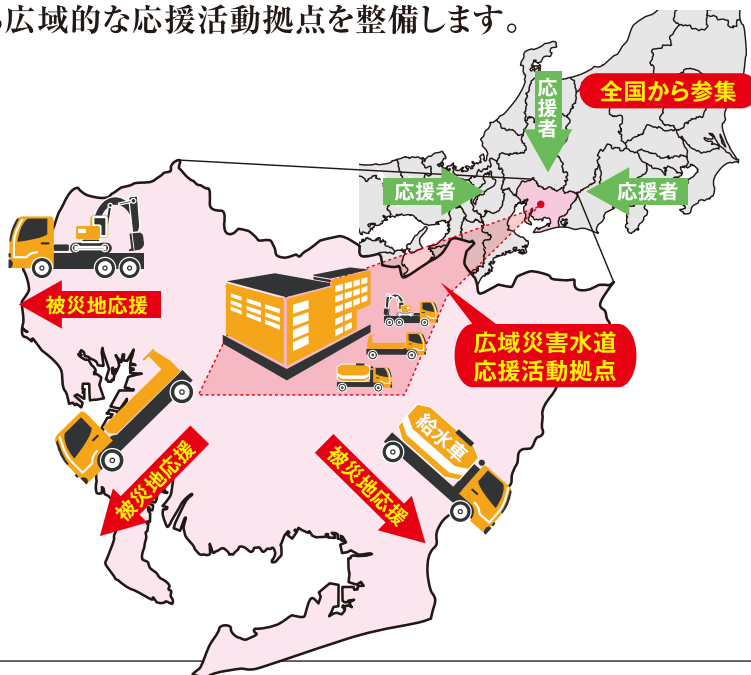 広域的な応援活動拠点を整備します。
全国から参集
応援者
応援者
応援者
被災地応援
広域災害水道
応援活動拠点
給水車
被災地応援
被災地応援